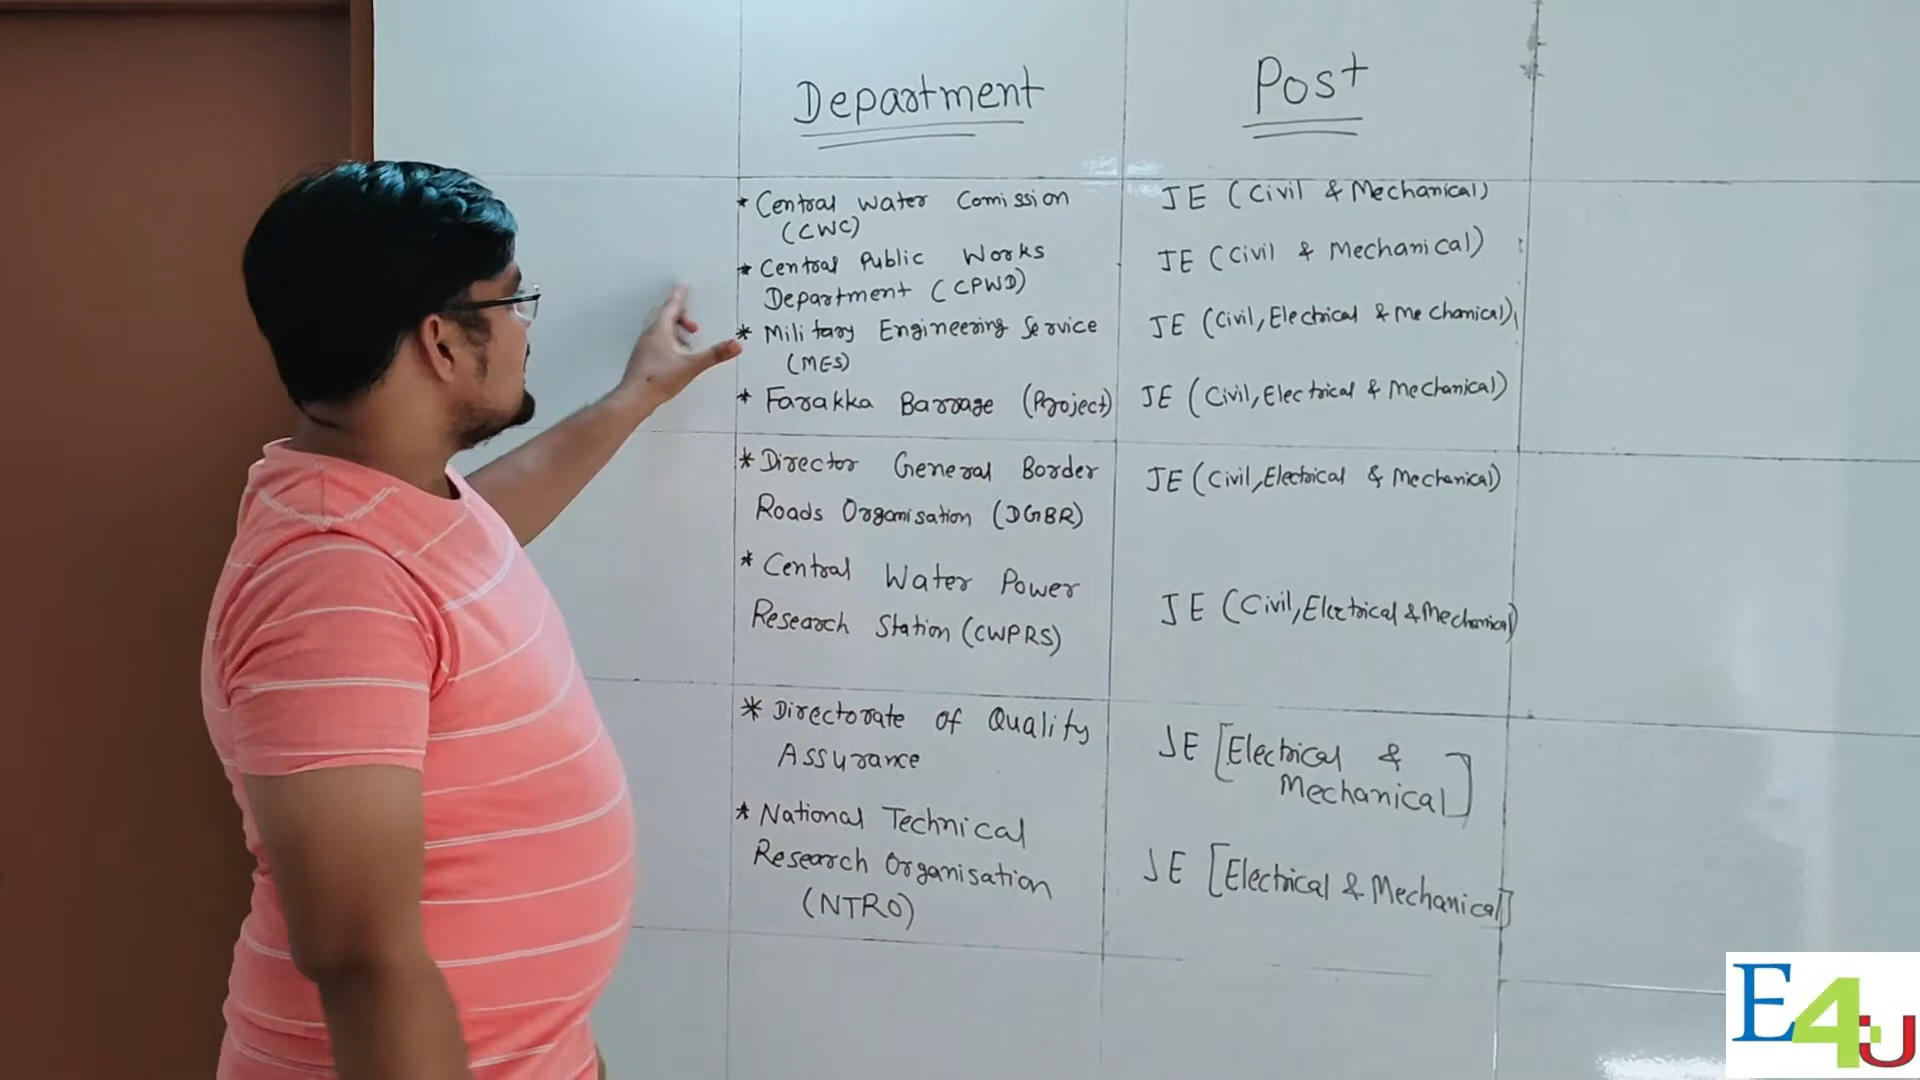 Department Post
* Central Water Comission JE (Civil & Mechanical)
(CWC)
* Central Public Works JE (Civil & Mechanical)
Department (CPWD)
* Military Engineering Service JE (Civil, Electrical & Mechanical)
(MES)
* Farakka Barrage (Project) JE (Civil, Electrical & Mechanical)
* Director General Border JE (Civil, Electrical & Mechanical)
Roads Organisation (DGBR)
* Central Water Power
Research Station (CWPRS) JE (Civil, Electrical & Mechanical)
* Directorate of Quality JE [Electrical &
Assurance Mechanical]
* National Technical
Research Organisation JE [Electrical & Mechanical]
(NTRO)
E4U